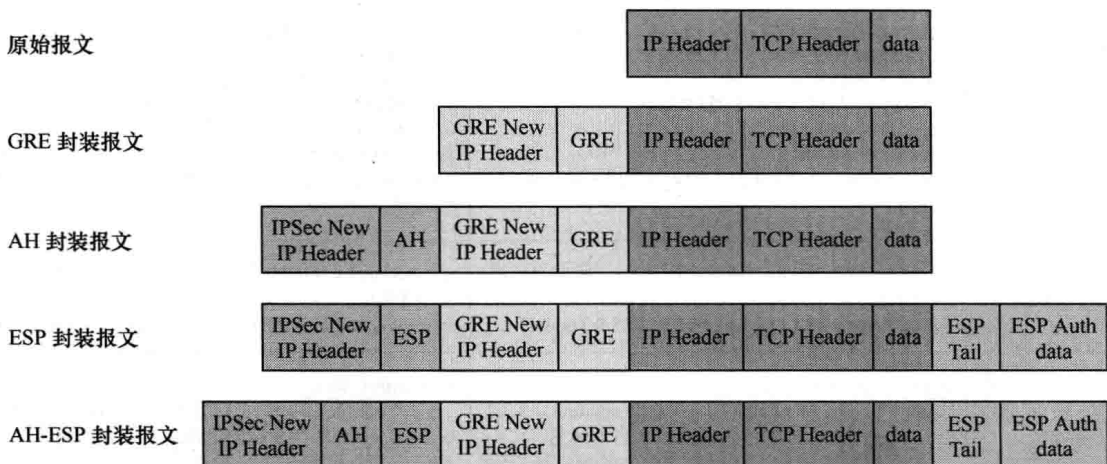 原始报文 IP Header TCP Header data
GRE 封装报文 GRE New IP Header GRE IP Header TCP Header data
AH 封装报文 IPSec New IP Header AH GRE New IP Header GRE IP Header TCP Header data
ESP 封装报文 IPSec New IP Header ESP GRE New IP Header GRE IP Header TCP Header data ESP Tail ESP Auth data
AH-ESP 封装报文 IPSec New IP Header AH ESP GRE New IP Header GRE IP Header TCP Header data ESP Tail ESP Auth data